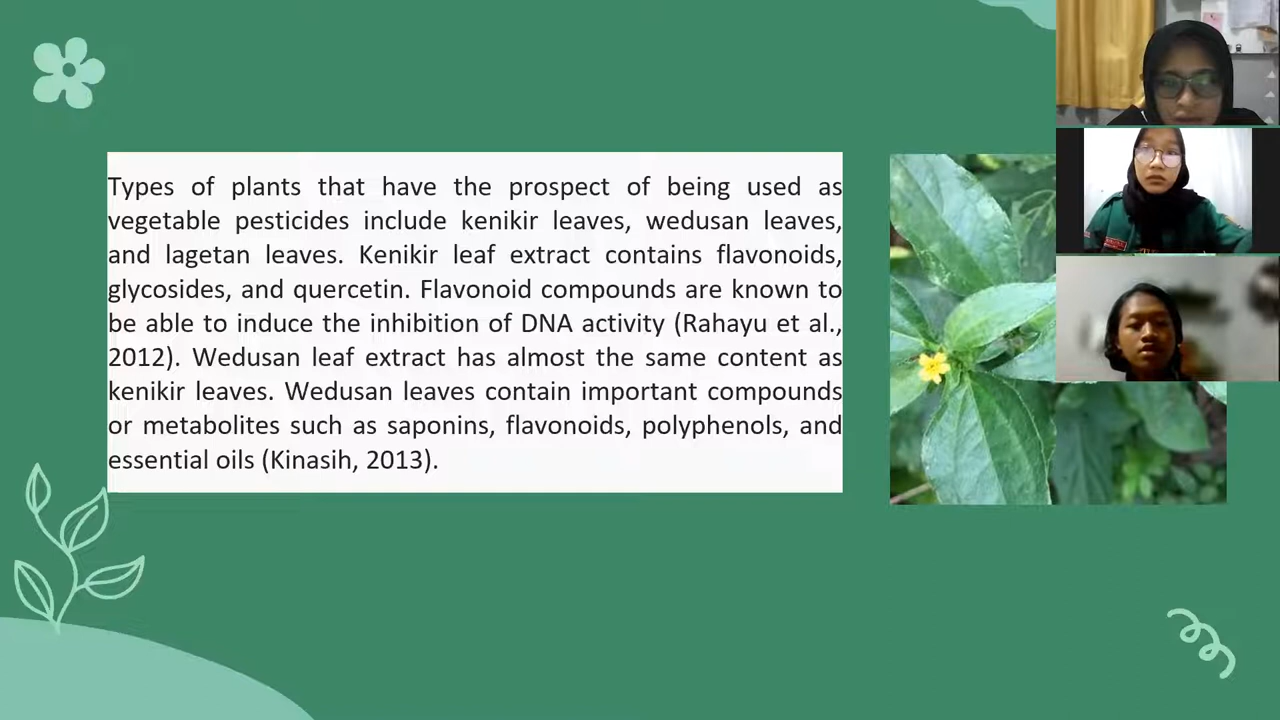 Types of plants that have the prospect of being used as
vegetable pesticides include kenikir leaves, wedusan leaves,
and lagetan leaves. Kenikir leaf extract contains flavonoids,
glycosides, and quercetin. Flavonoid compounds are known to
be able to induce the inhibition of DNA activity (Rahayu et al.,
2012). Wedusan leaf extract has almost the same content as
kenikir leaves. Wedusan leaves contain important compounds
or metabolites such as saponins, flavonoids, polyphenols, and
essential oils (Kinasih, 2013).